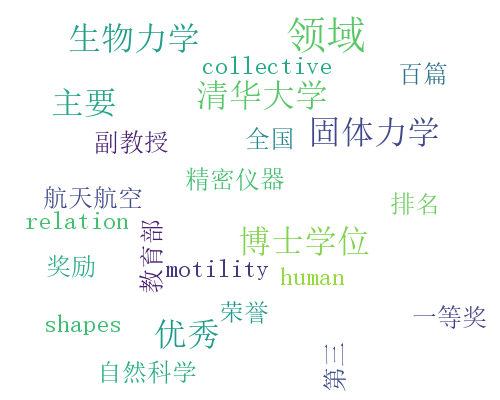 生物力学 领域
collective 百篇
主要 清华大学
副教授 全国 固体力学
精密仪器
航天航空 排名
relation 博士学位
奖励 教育部 motility human
shapes 优秀 荣誉 一等奖
自然科学 第三